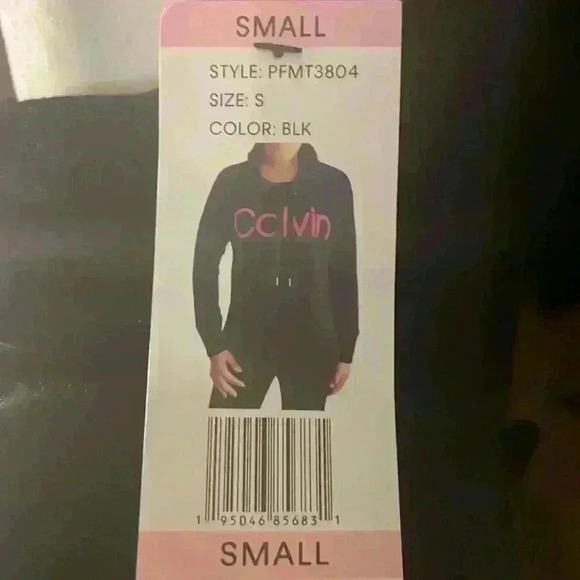 SMALL
STYLE: PFMT3804
SIZE: S
COLOR: BLK
Calvin
1 95046 85683 1
SMALL